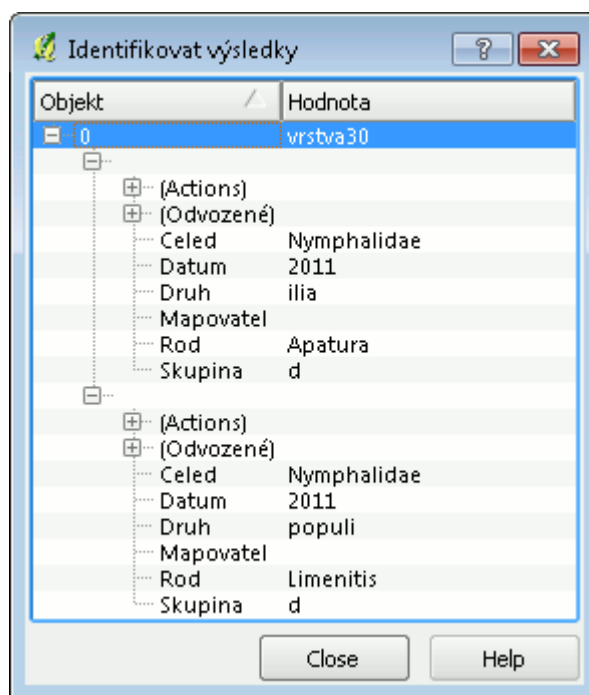 Identifikovat výsledky
Objekt Hodnota
0 vrstva30
(Actions)
(Odvozené)
Celed Nymphalidae
Datum 2011
Druh ilia
Mapovatel
Rod Apatura
Skupina d
(Actions)
(Odvozené)
Celed Nymphalidae
Datum 2011
Druh populi
Mapovatel
Rod Limenitis
Skupina d
Close Help